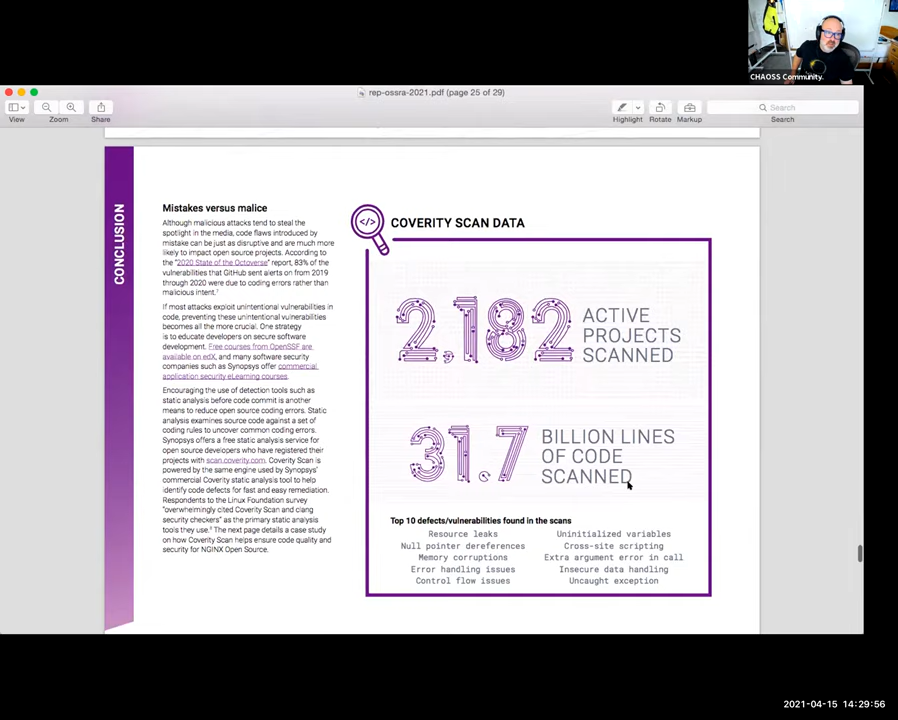 CHAOSS Community.
rep-ossra-2021.pdf (page 25 of 29)
View
Zoom
Share
Highlight
Rotate
Markup
Search
Search
CONCLUSION
Mistakes versus malice
Although malicious attacks tend to steal the
spotlight in the media, code flaws introduced by
mistake can be just as disruptive and are much more
likely to impact open source projects. According to
the “2020 State of the Octoverse” report, 83% of the
vulnerabilities that GitHub sent alerts on from 2019
through 2020 were due to coding errors rather than
malicious intent.
If most attacks exploit unintentional vulnerabilities in
code, preventing these unintentional vulnerabilities
becomes all the more crucial. One strategy
is to educate developers on secure software
development. Free courses from OpenSSF are
available on edX, and many software security
companies such as Synopsys offer commercial
application security eLearning courses.
Encouraging the use of detection tools such as
static analysis before code commit is another
means to reduce open source coding errors. Static
analysis examines source code against a set of
coding rules to uncover common coding errors.
Synopsys offers a free static analysis service for
open source developers who have registered their
projects with scan.coverity.com. Coverity Scan is
powered by the same engine used by Synopsys’
commercial Coverity static analysis tool to help
identify code defects for fast and easy remediation.
Respondents to the Linux Foundation survey
“overwhelmingly cited Coverity Scan and clang
security checkers” as the primary static analysis
tools they use. The next page details a case study
on how Coverity Scan helps ensure code quality and
security for NGINX Open Source.
</> COVERITY SCAN DATA
2,182 ACTIVE
PROJECTS
SCANNED
31.7 BILLION LINES
OF CODE
SCANNED
Top 10 defects/vulnerabilities found in the scans
Resource leaks
Null pointer dereferences
Memory corruptions
Error handling issues
Control flow issues
Uninitialized variables
Cross-site scripting
Extra argument error in call
Insecure data handling
Uncaught exception
2021-04-15 14:29:56